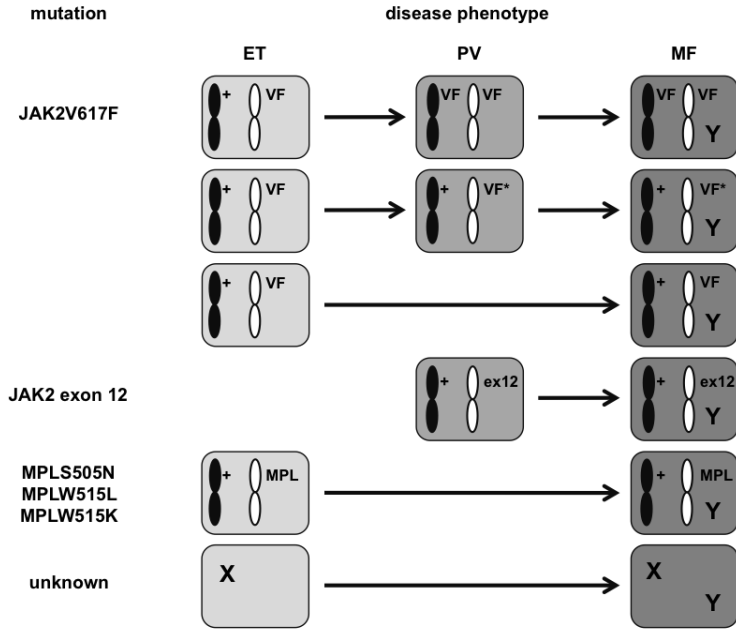 mutation disease phenotype
ET PV MF
JAK2V617F + VF VF VF VF VF Y
+ VF + VF* + VF* Y
+ VF + VF Y
JAK2 exon 12 + ex12 + ex12 Y
MPLS505N
MPLW515L + MPL + MPL Y
MPLW515K
unknown X X Y